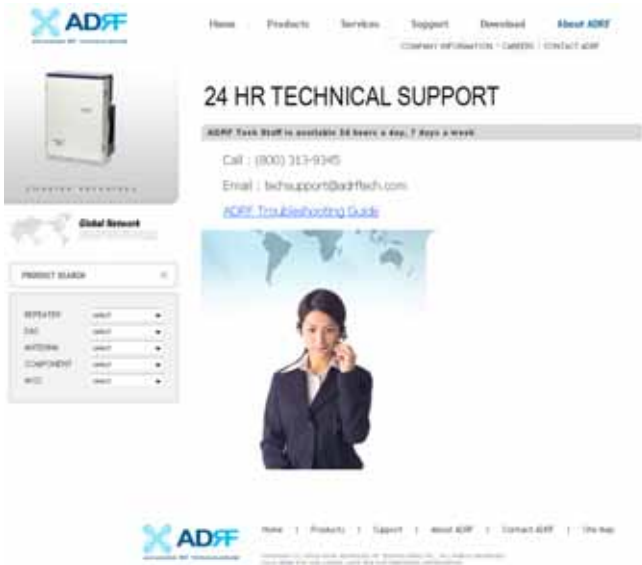 ADRF
Home Products Services Support Download About ADRF
COMPANY INFORMATION CAREERS CONTACT ADRF
24 HR TECHNICAL SUPPORT
ADRF Tech Staff is available 24 hours a day, 7 days a week
Call : (800) 313-9345
Email : techsupport@adrftech.com
ADRF Troubleshooting Guide
Global Network
PRODUCT SEARCH
REPEATER
DAS
ANTENNA
COMPONENT
ADRF
Home | Products | Support | About ADRF | Contact ADRF | Site Map